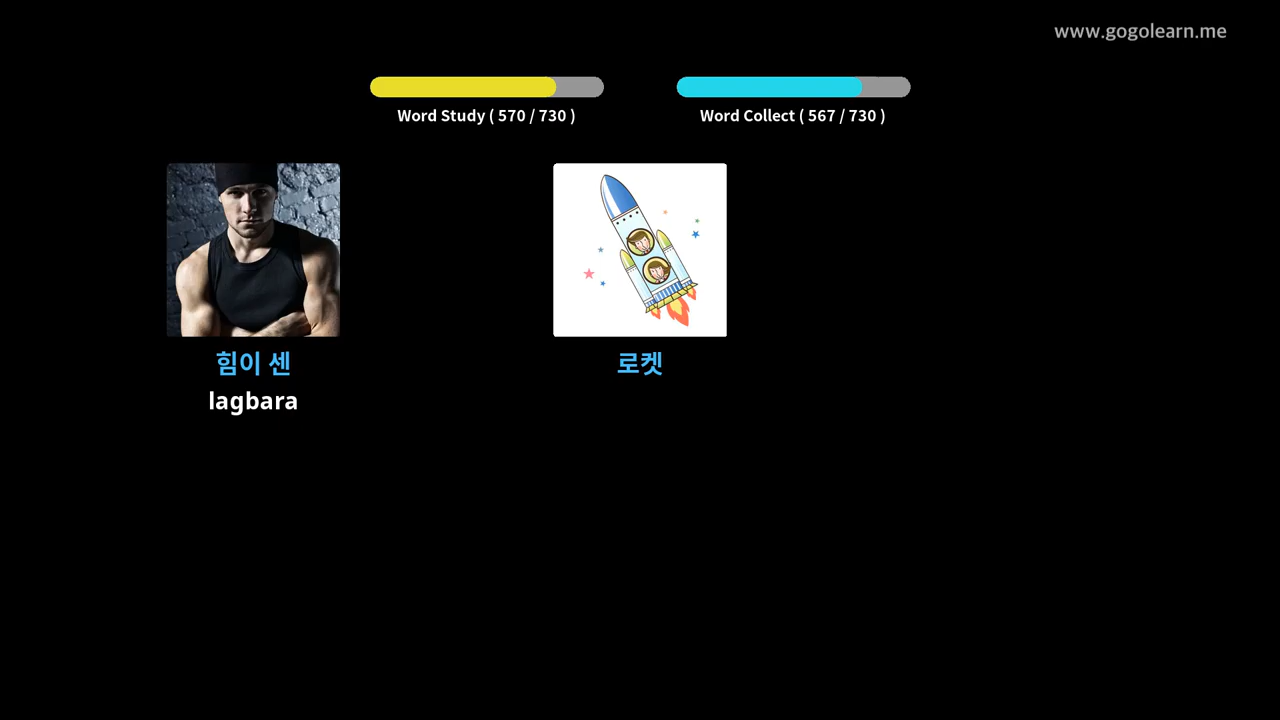 www.gogolearn.me
Word Study ( 570 / 730 )
Word Collect ( 567 / 730 )
힘이 센
lagbara
로켓